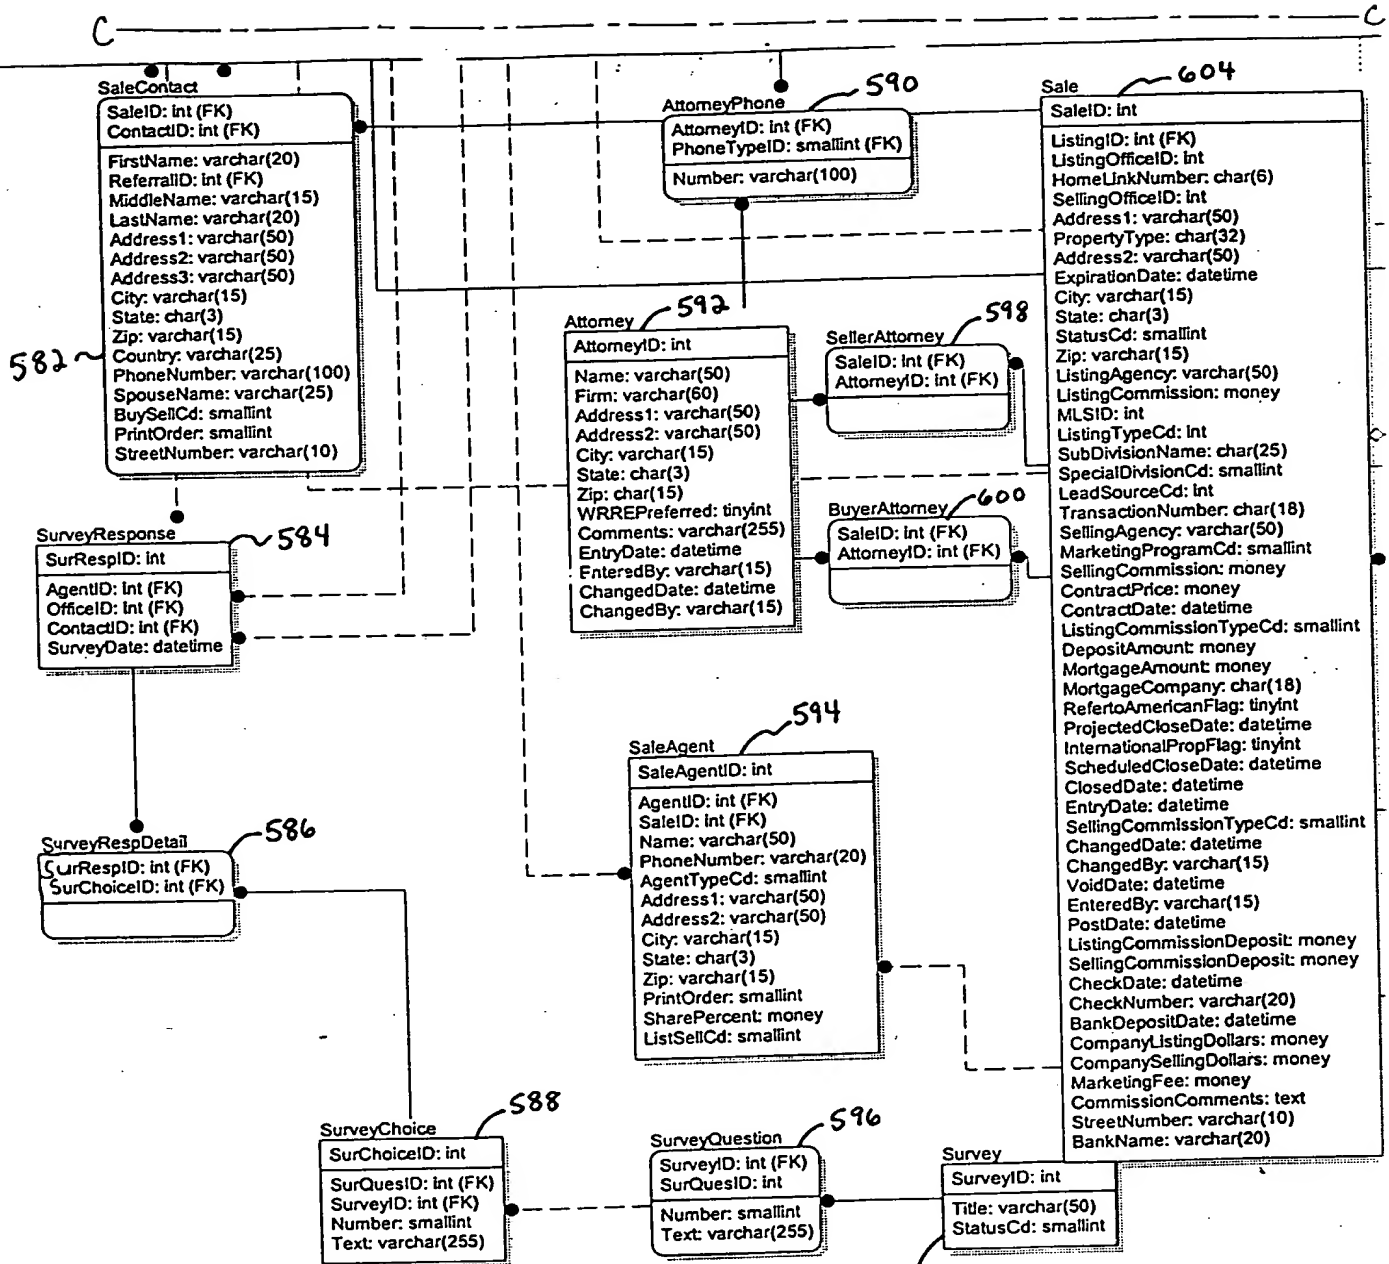 C C
SaleContact
SaleID: int (FK)
ContactID: int (FK)
FirstName: varchar(20)
ReferralID: int (FK)
MiddleName: varchar(15)
LastName: varchar(20)
Address1: varchar(50)
Address2: varchar(50)
Address3: varchar(50)
City: varchar(15)
State: char(3)
Zip: varchar(15)
Country: varchar(25)
PhoneNumber: varchar(100)
SpouseName: varchar(25)
BuySellCd: smallint
PrintOrder: smallint
StreetNumber: varchar(10)
582
AttorneyPhone
590
AttorneyID: int (FK)
PhoneTypeID: smallint (FK)
Number: varchar(100)
Sale
604
SaleID: int
ListingID: int (FK)
ListingOfficeID: int
HomeLinkNumber: char(6)
SellingOfficeID: int
Address1: varchar(50)
PropertyType: char(32)
Address2: varchar(50)
ExpirationDate: datetime
City: varchar(15)
State: char(3)
StatusCd: smallint
Zip: varchar(15)
ListingAgency: varchar(50)
ListingCommission: money
MLSID: int
ListingTypeCd: int
SubDivisionName: char(25)
SpecialDivisionCd: smallint
LeadSourceCd: int
TransactionNumber: char(18)
SellingAgency: varchar(50)
MarketingProgramCd: smallint
SellingCommission: money
ContractPrice: money
ContractDate: datetime
ListingCommissionTypeCd: smallint
DepositAmount: money
MortgageAmount: money
MortgageCompany: char(18)
RefertoAmericanFlag: tinyint
ProjectedCloseDate: datetime
InternationalPropFlag: tinyint
ScheduledCloseDate: datetime
ClosedDate: datetime
EntryDate: datetime
SellingCommissionTypeCd: smallint
ChangedDate: datetime
ChangedBy: varchar(15)
VoidDate: datetime
EnteredBy: varchar(15)
PostDate: datetime
ListingCommissionDeposit: money
SellingCommissionDeposit: money
CheckDate: datetime
CheckNumber: varchar(20)
BankDepositDate: datetime
CompanyListingDollars: money
CompanySellingDollars: money
MarketingFee: money
CommissionComments: text
StreetNumber: varchar(10)
BankName: varchar(20)
Attorney
592
AttorneyID: int
Name: varchar(50)
Firm: varchar(60)
Address1: varchar(50)
Address2: varchar(50)
City: varchar(15)
State: char(3)
Zip: char(15)
WRREPreferred: tinyint
Comments: varchar(255)
EntryDate: datetime
EnteredBy: varchar(15)
ChangedDate: datetime
ChangedBy: varchar(15)
SellerAttorney
598
SaleID: int (FK)
AttorneyID: int (FK)
BuyerAttorney
600
SaleID: int (FK)
AttorneyID: int (FK)
SurveyResponse
584
SurRespID: int
AgentID: int (FK)
OfficeID: int (FK)
ContactID: int (FK)
SurveyDate: datetime
SaleAgent
594
SaleAgentID: int
AgentID: int (FK)
SaleID: int (FK)
Name: varchar(50)
PhoneNumber: varchar(20)
AgentTypeCd: smallint
Address1: varchar(50)
Address2: varchar(50)
City: varchar(15)
State: char(3)
Zip: varchar(15)
PrintOrder: smallint
SharePercent: money
ListSellCd: smallint
SurveyRespDetail
586
SurRespID: int (FK)
SurChoiceID: int (FK)
SurveyChoice
588
SurChoiceID: int
SurQuesID: int (FK)
SurveyID: int (FK)
Number: smallint
Text: varchar(255)
SurveyQuestion
596
SurveyID: int (FK)
SurQuesID: int
Number: smallint
Text: varchar(255)
Survey
SurveyID: int
Title: varchar(50)
StatusCd: smallint